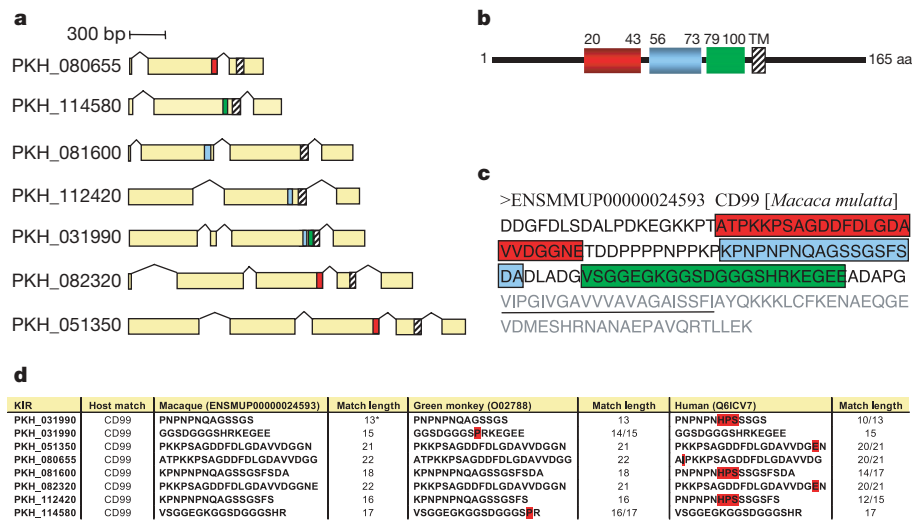 a
300 bp
PKH_080655
PKH_114580
PKH_081600
PKH_112420
PKH_031990
PKH_082320
PKH_051350
b
20 43 56 73 79 100 TM
1 165 aa
c
>ENSMMUP00000024593 CD99 [Macaca mulatta]
DDGFDLSDALPDKEGKKPTATPKKPSAGDDFDLGDA
VVDGGNETDDPPPPNPPKPKPNPNPNQAGSSGSFS
DADLADGVSGGEGKGGSDGGGSHRKEGEEADAPG
VIPGIVGAVVVAVAGAISSFIAYQKKKLCFKENAEQGE
VDMESHRNANAEPAVQRTLLEK
d
KIR Host match Macaque (ENSMUP00000024593) Match length Green monkey (O02788) Match length Human (Q6ICV7) Match length
PKH_031990 CD99 PNPNPNQAGSSGS 13* PNPNPNQAGSSGS 13 PNPNPNHPSSSGS 10/13
PKH_031990 CD99 GGSDGGGSHRKEGEE 15 GGSDGGGSPRKEGEE 14/15 GGSDGGGSHRKEGEE 15
PKH_051350 CD99 PKKPSAGDDFDLGDAVVDGGN 21 PKKPSAGDDFDLGDAVVDGGN 21 PKKPSAGDDFDLGDAVVDGEN 20/21
PKH_080655 CD99 ATPKKPSAGDDFDLGDAVVDGG 22 ATPKKPSAGDDFDLGDAVVDGG 22 AIPKKPSAGDDFDLGDAVVDG 20/21
PKH_081600 CD99 KPNPNPNQAGSSGSFSDA 18 KPNPNPNQAGSSGSFSDA 18 PNPNPNHPSSSGSFSDA 14/17
PKH_082320 CD99 PKKPSAGDDFDLGDAVVDGGNE 22 PKKPSAGDDFDLGDAVVDGGN 21 PKKPSAGDDFDLGDAVVDGEN 20/21
PKH_112420 CD99 KPNPNPNQAGSSGSFS 16 KPNPNPNQAGSSGSFS 16 PNPNPNHPSSSGSFS 12/15
PKH_114580 CD99 VSGGEGKGGSDGGGSHR 17 VSGGEGKGGSDGGGSPR 16/17 VSGGEGKGGSDGGGSHR 17